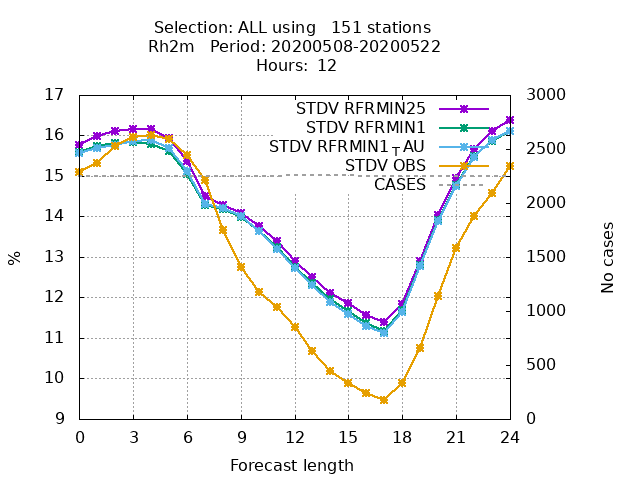 Selection: ALL using   151 stations
Rh2m   Period: 20200508-20200522
Hours: 12
17
16
15
14
13
12
11
10
9
%
3000
2500
2000
1500
1000
500
0
No cases
STDV RFRMIN25
STDV RFRMIN1
STDV RFRMIN1┬AU
STDV OBS
CASES
0 3 6 9 12 15 18 21 24
Forecast length